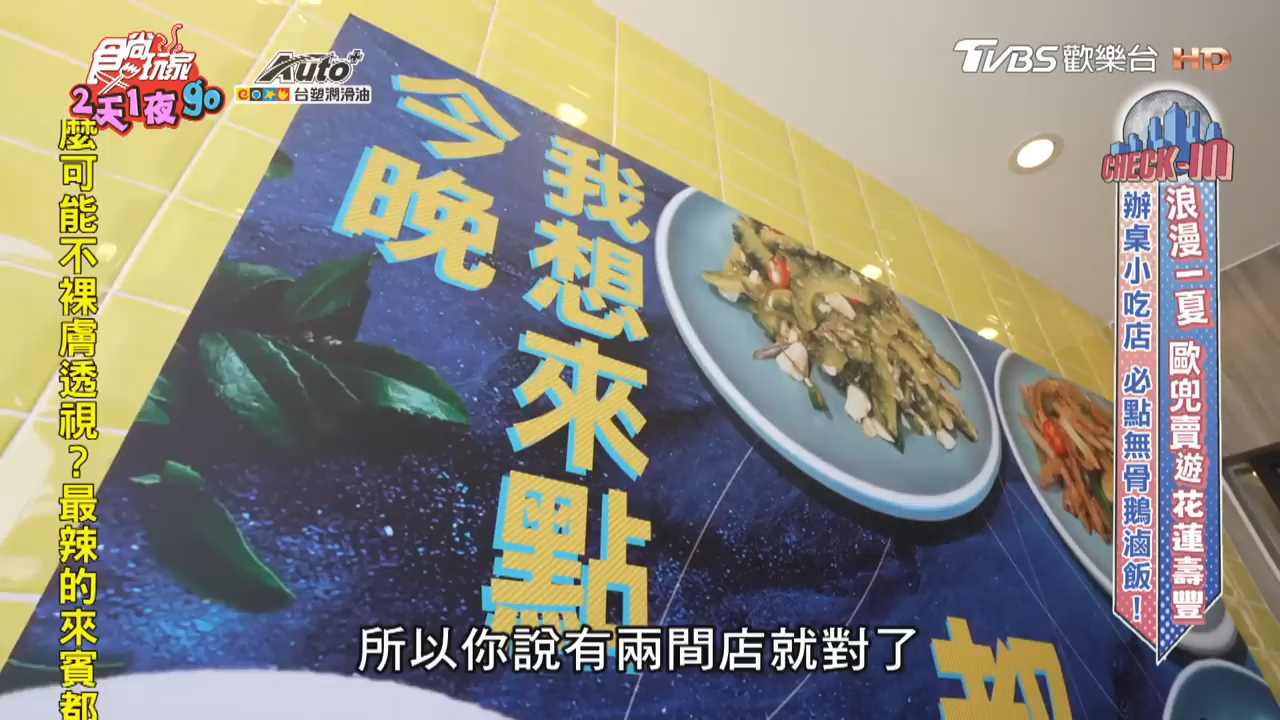 食尚玩家
2天1夜go
Auto+
台塑潤滑油
TVBS歡樂台 HD
CHECK-IN
浪漫一夏 歐兜賣遊 花蓮壽豐
辦桌小吃店 必點無骨鵝滷飯！
麼可能不裸膚透視？最辣的來賓都
今晚
我想來點
所以你說有兩間店就對了